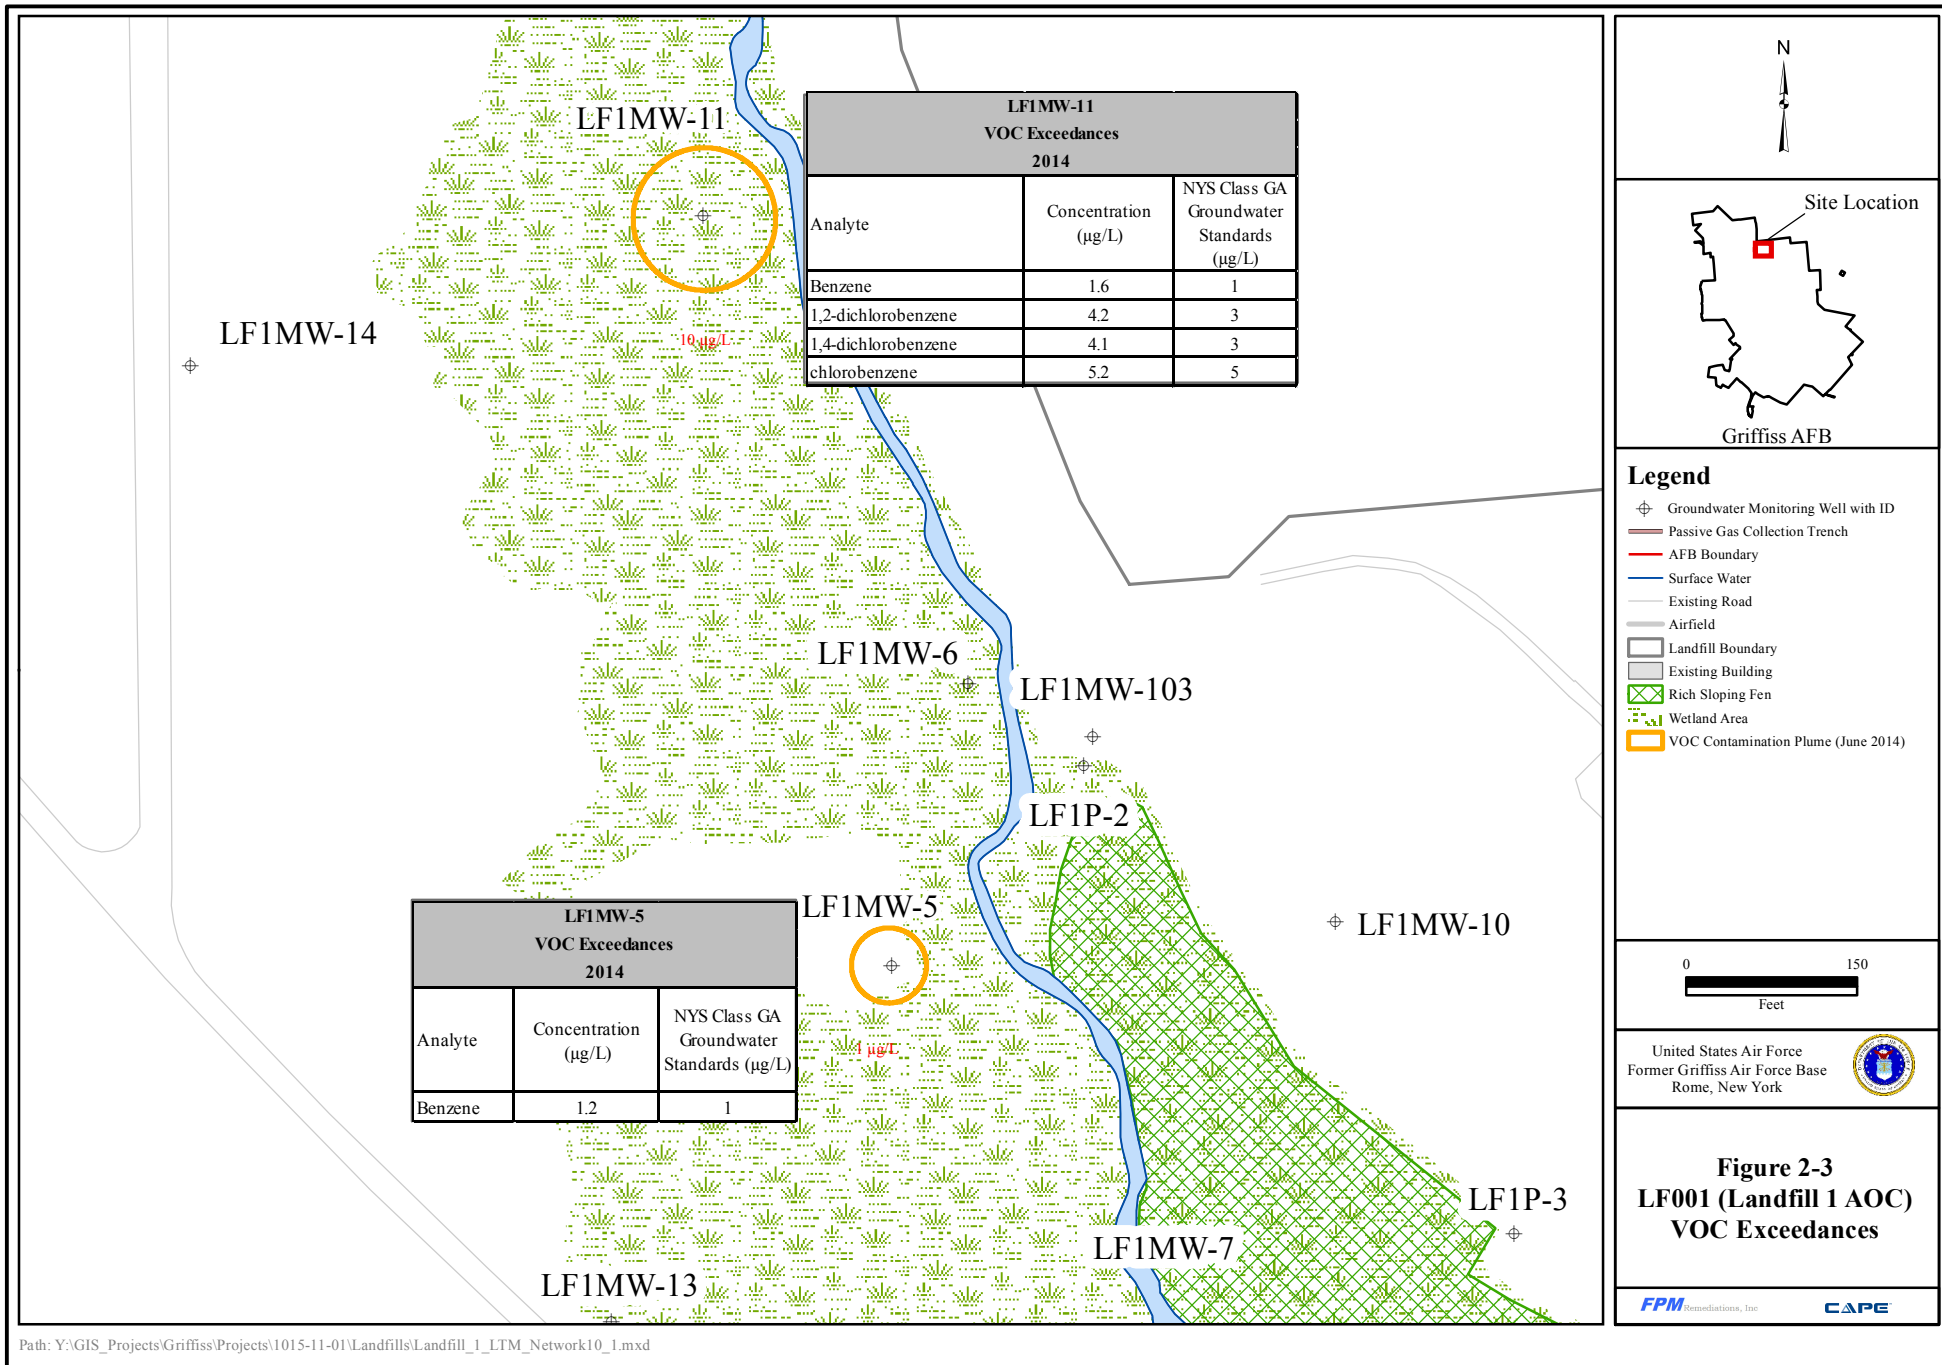 LF1MW-11
LF1MW-11
VOC Exceedances
2014
Analyte
Concentration
(µg/L)
NYS Class GA
Groundwater
Standards
(µg/L)
Benzene 1.6 1
1,2-dichlorobenzene 4.2 3
1,4-dichlorobenzene 4.1 3
chlorobenzene 5.2 5
LF1MW-14
10 µg/L
LF1MW-6
LF1MW-103
LF1P-2
LF1MW-5
LF1MW-10
LF1MW-5
VOC Exceedances
2014
Analyte
Concentration
(µg/L)
NYS Class GA
Groundwater
Standards (µg/L)
Benzene 1.2 1
1 µg/L
LF1P-3
LF1MW-7
LF1MW-13
N
Site Location
Griffiss AFB
Legend
Groundwater Monitoring Well with ID
Passive Gas Collection Trench
AFB Boundary
Surface Water
Existing Road
Airfield
Landfill Boundary
Existing Building
Rich Sloping Fen
Wetland Area
VOC Contamination Plume (June 2014)
0 150
Feet
United States Air Force
Former Griffiss Air Force Base
Rome, New York
Figure 2-3
LF001 (Landfill 1 AOC)
VOC Exceedances
FPM Remediations, Inc
CAPE
Path: Y:\GIS_Projects\Griffiss\Projects\1015-11-01\Landfills\Landfill_1_LTM_Network10_1.mxd